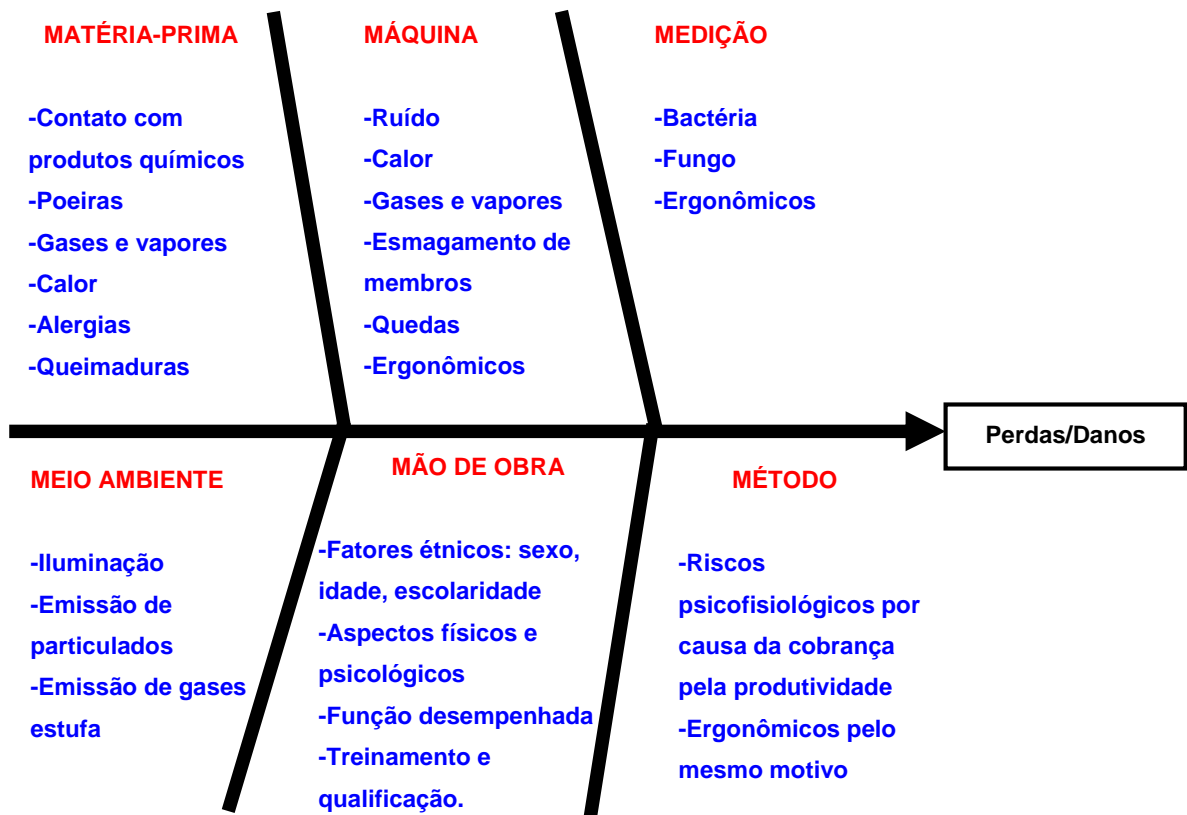 MATÉRIA-PRIMA
-Contato com
produtos químicos
-Poeiras
-Gases e vapores
-Calor
-Alergias
-Queimaduras
MÁQUINA
-Ruído
-Calor
-Gases e vapores
-Esmagamento de
membros
-Quedas
-Ergonômicos
MEDIÇÃO
-Bactéria
-Fungo
-Ergonômicos
Perdas/Danos
MEIO AMBIENTE
-Iluminação
-Emissão de
particulados
-Emissão de gases
estufa
MÃO DE OBRA
-Fatores étnicos: sexo,
idade, escolaridade
-Aspectos físicos e
psicológicos
-Função desempenhada
-Treinamento e
qualificação.
MÉTODO
-Riscos
psicofisiológicos por
causa da cobrança
pela produtividade
-Ergonômicos pelo
mesmo motivo